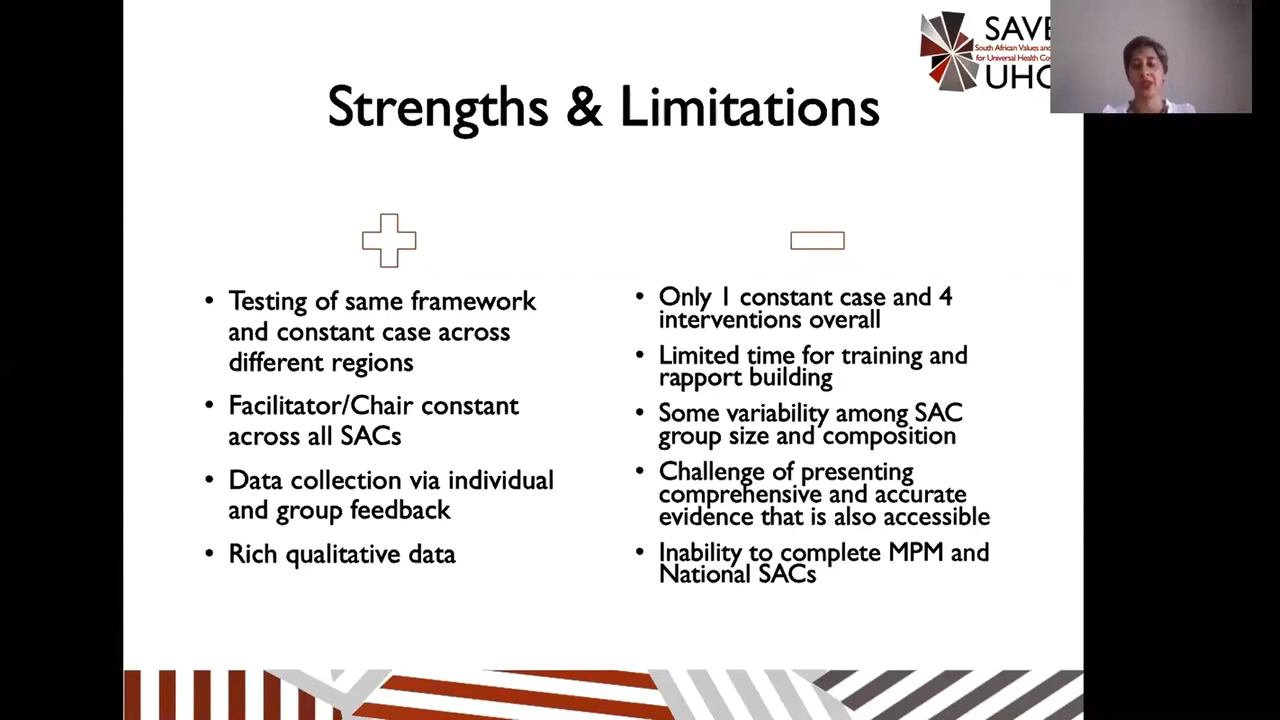 SAVE
South African Values and
for Universal Health Co
UHC
Strengths & Limitations
• Testing of same framework
and constant case across
different regions
• Facilitator/Chair constant
across all SACs
• Data collection via individual
and group feedback
• Rich qualitative data
• Only 1 constant case and 4
interventions overall
• Limited time for training and
rapport building
• Some variability among SAC
group size and composition
• Challenge of presenting
comprehensive and accurate
evidence that is also accessible
• Inability to complete MPM and
National SACs